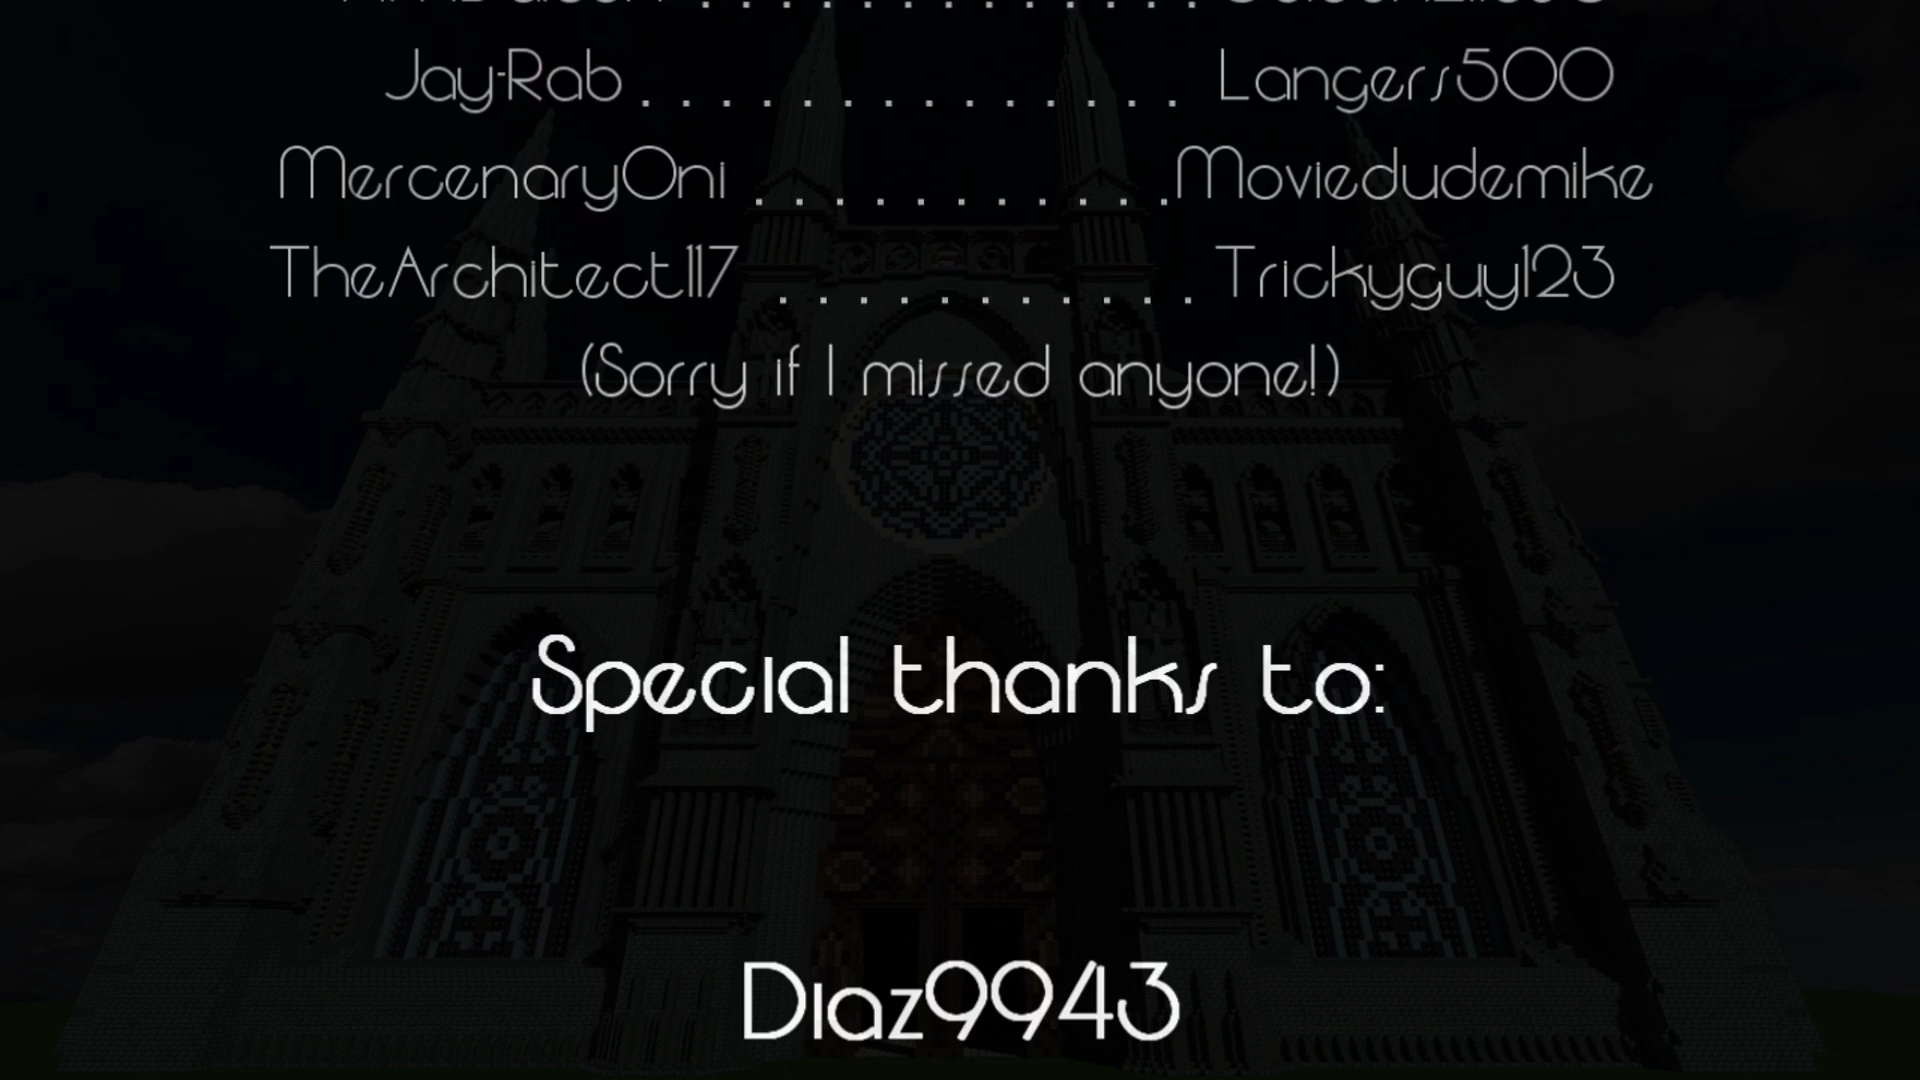 Jay-Rab . . . . . . . . . . . . . . Langers500
MercenaryOni . . . . . . . . . . . Moviedudemike
TheArchitect117 . . . . . . . . . . . Trickyguy123
(Sorry if I missed anyone!)
Special thanks to:
Diaz9943